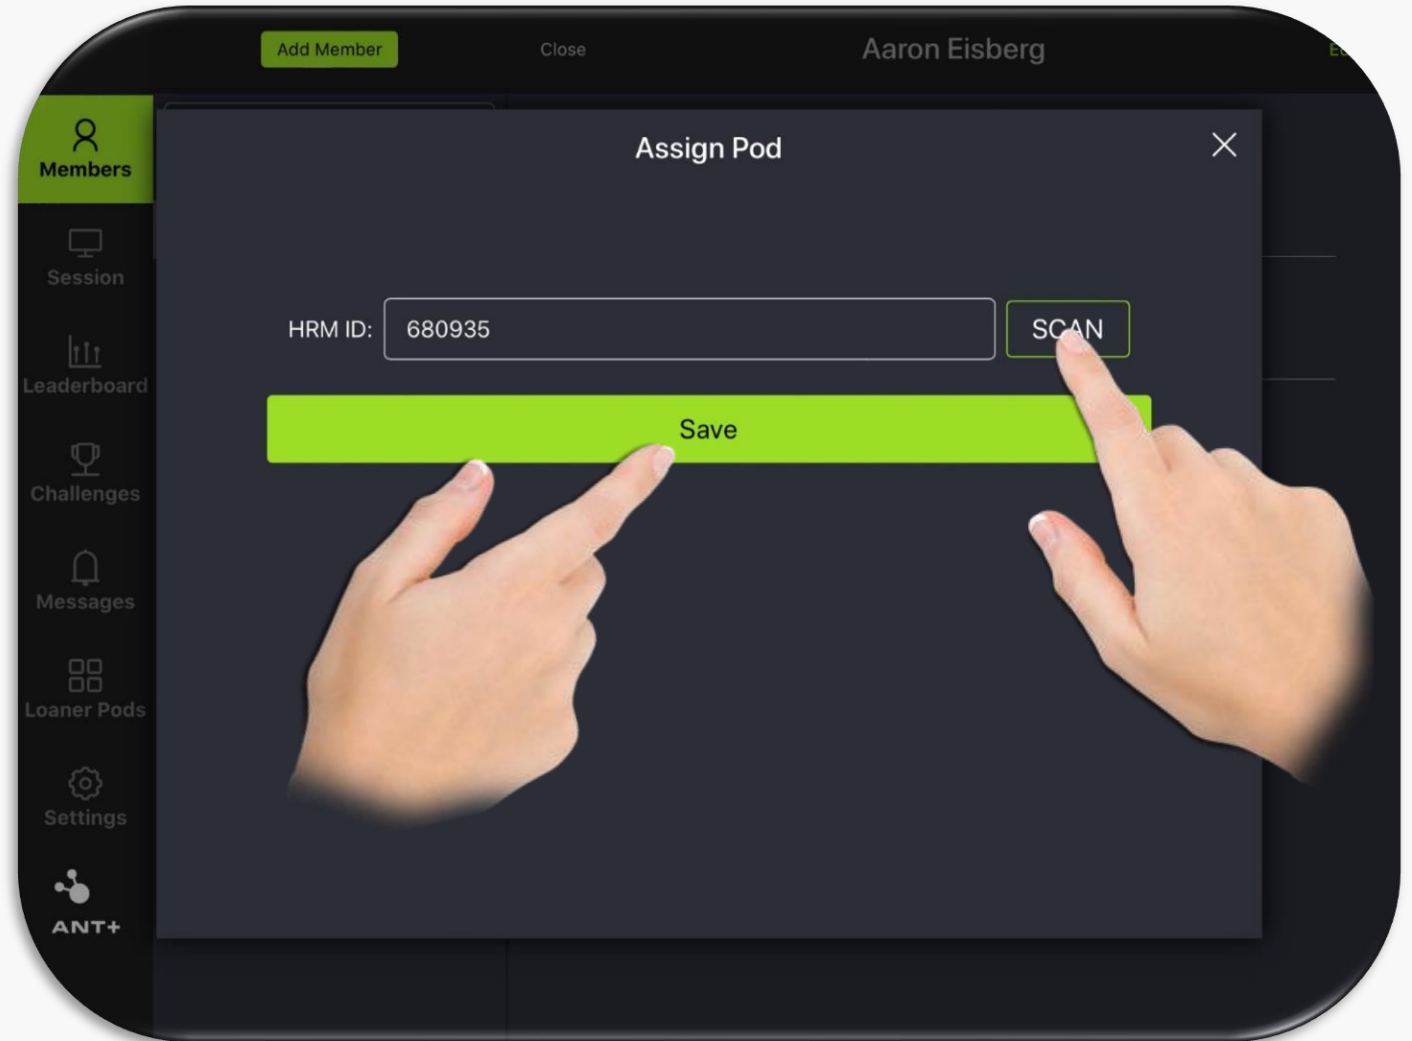 Add Member
Close
Aaron Eisberg
Members
Session
Leaderboard
Challenges
Messages
Loaner Pods
Settings
ANT+
Assign Pod
HRM ID: 680935
SCAN
Save